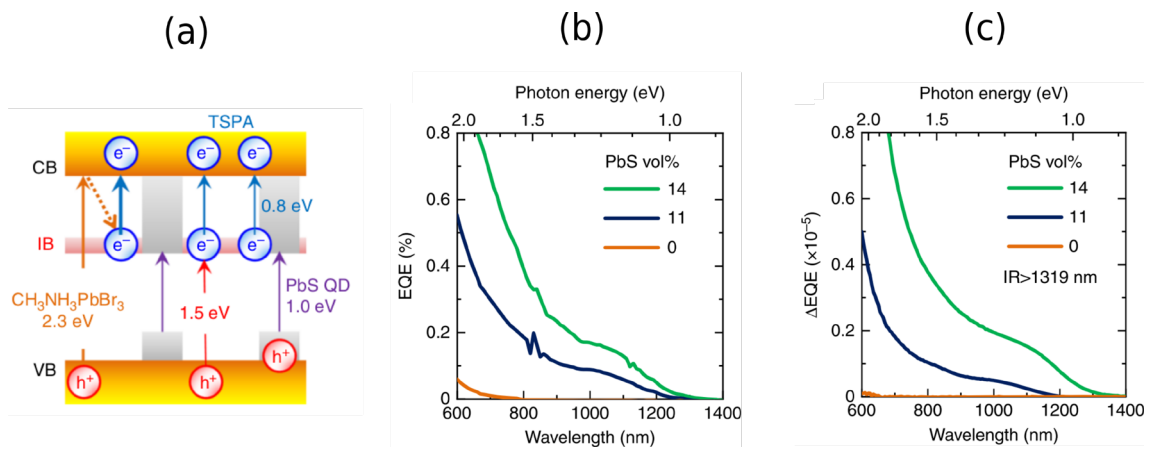 (a)
(b)
(c)
TSPA
CB
e⁻
e⁻
e⁻
0.8 eV
IB
e⁻
e⁻
e⁻
CH₃NH₃PbBr₃
2.3 eV
1.5 eV
PbS QD
1.0 eV
VB
h⁺
h⁺
h⁺
Photon energy (eV)
2.0 1.5 1.0
0.8
0.6
0.4
0.2
0
EQE (%)
PbS vol%
14
11
0
600 800 1000 1200 1400
Wavelength (nm)
Photon energy (eV)
2.0 1.5 1.0
0.8
0.6
0.4
0.2
0
ΔEQE (×10⁻⁵)
PbS vol%
14
11
0
IR>1319 nm
600 800 1000 1200 1400
Wavelength (nm)